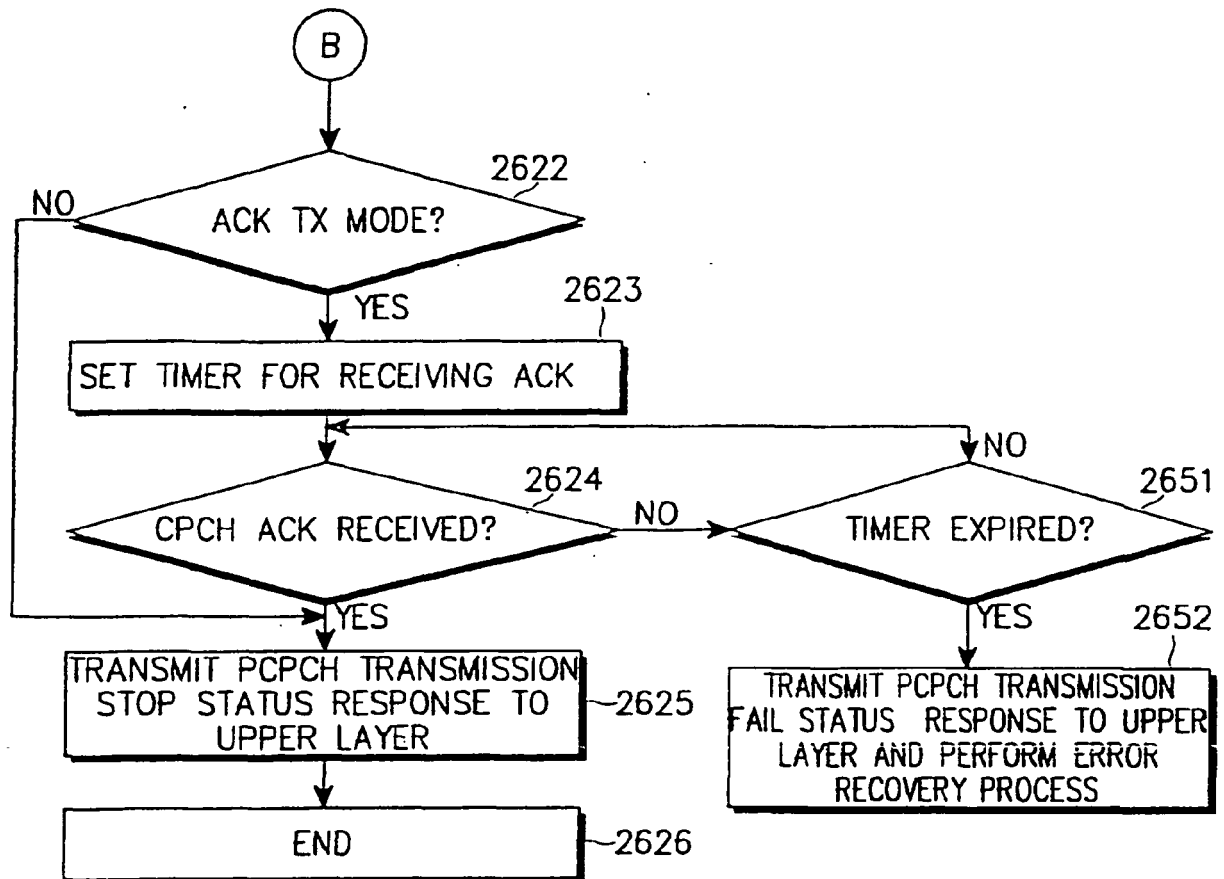 B
2622
NO
ACK TX MODE?
YES
2623
SET TIMER FOR RECEIVING ACK
NO
2624
2651
CPCH ACK RECEIVED?
NO
TIMER EXPIRED?
YES
YES
2652
TRANSMIT PCPCH TRANSMISSION
STOP STATUS RESPONSE TO
UPPER LAYER
2625
TRANSMIT PCPCH TRANSMISSION
FAIL STATUS RESPONSE TO UPPER
LAYER AND PERFORM ERROR
RECOVERY PROCESS
END
2626